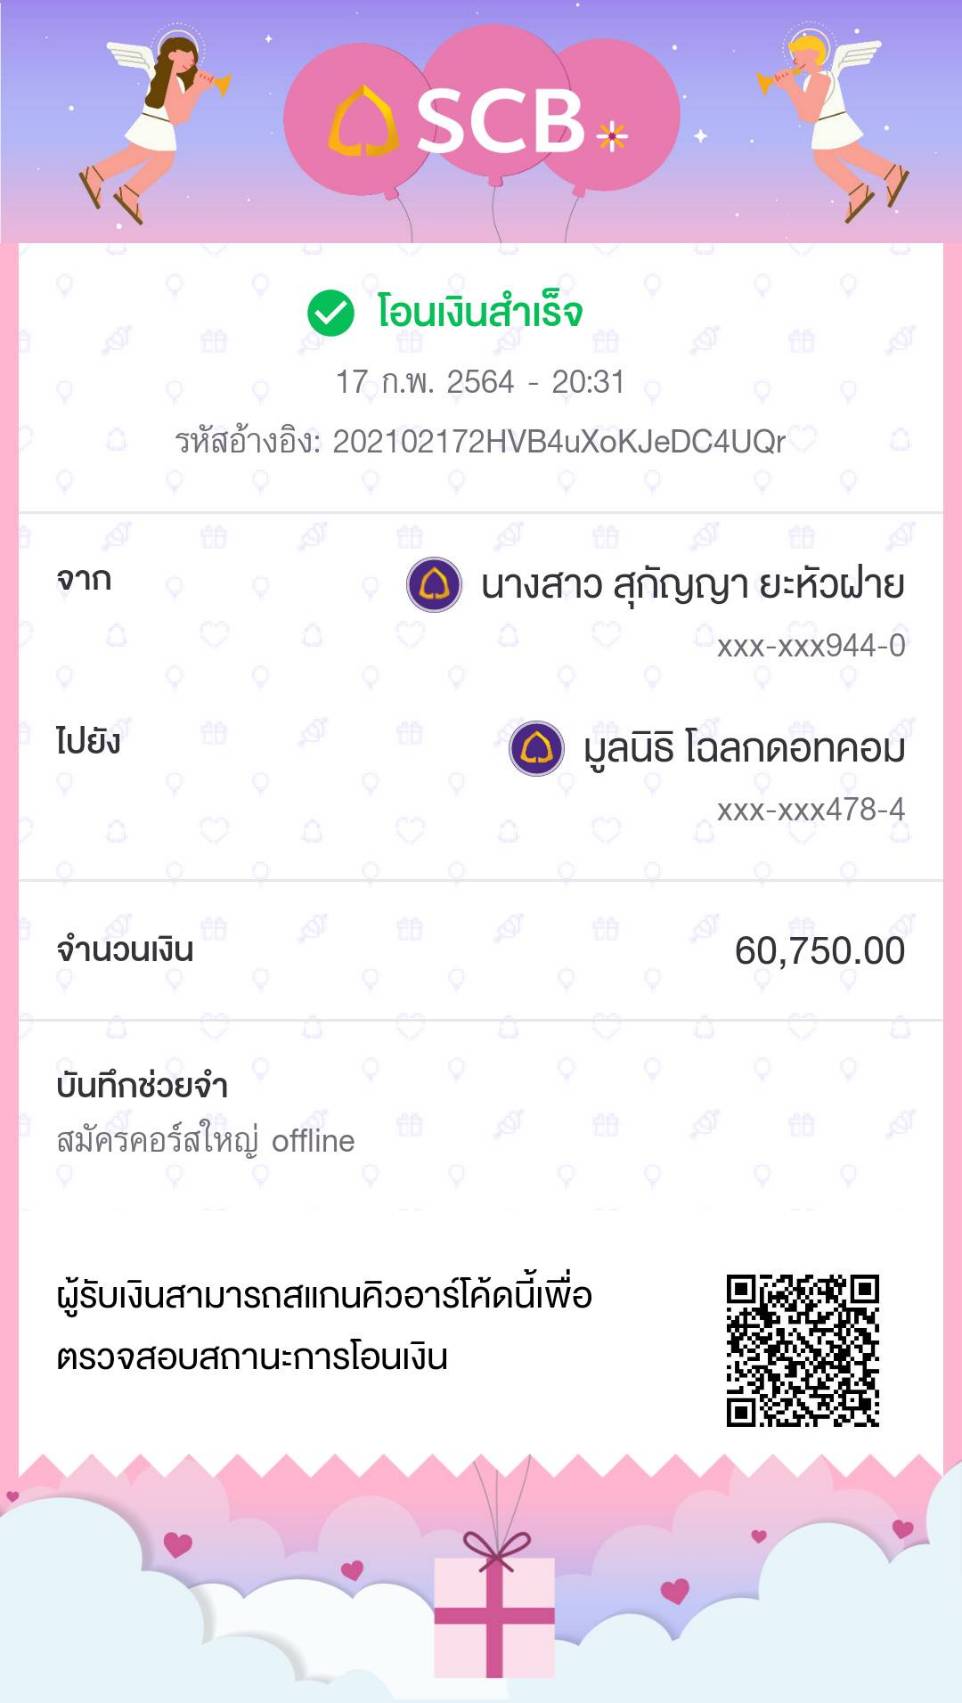 SCB
โอนเงินสำเร็จ
17 ก.พ. 2564 - 20:31
รหัสอ้างอิง: 202102172HVB4uXoKJeDC4UQr
จาก
นางสาว สุกัญญา ยะหัวฝาย
xxx-xxx944-0
ไปยัง
มูลนิธิ โฉลกดอทคอม
xxx-xxx478-4
จำนวนเงิน 60,750.00
บันทึกช่วยจำ
สมัครคอร์สใหญ่ offline
ผู้รับเงินสามารถสแกนคิวอาร์โค้ดนี้เพื่อ
ตรวจสอบสถานะการโอนเงิน